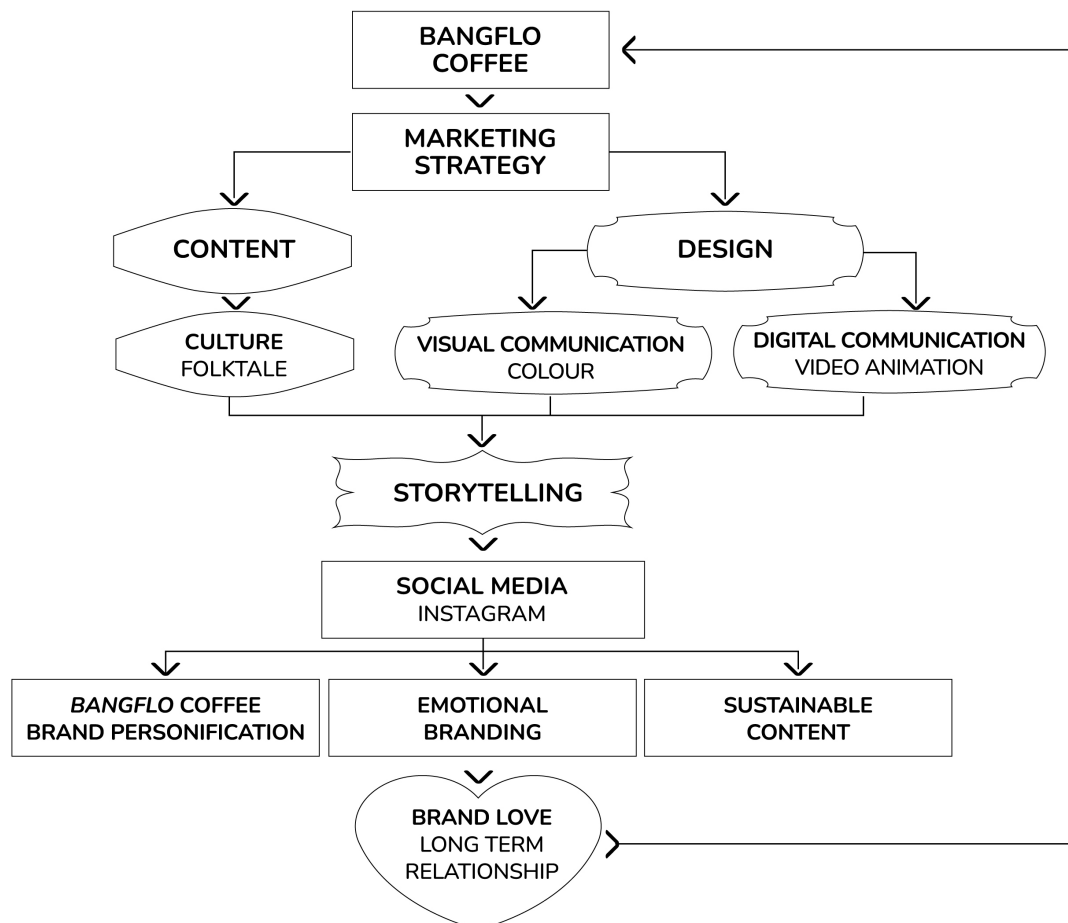 BANGFLO
COFFEE
MARKETING
STRATEGY
CONTENT
DESIGN
CULTURE
FOLKTALE
VISUAL COMMUNICATION
COLOUR
DIGITAL COMMUNICATION
VIDEO ANIMATION
STORYTELLING
SOCIAL MEDIA
INSTAGRAM
BANGFLO COFFEE
BRAND PERSONIFICATION
EMOTIONAL
BRANDING
SUSTAINABLE
CONTENT
BRAND LOVE
LONG TERM
RELATIONSHIP